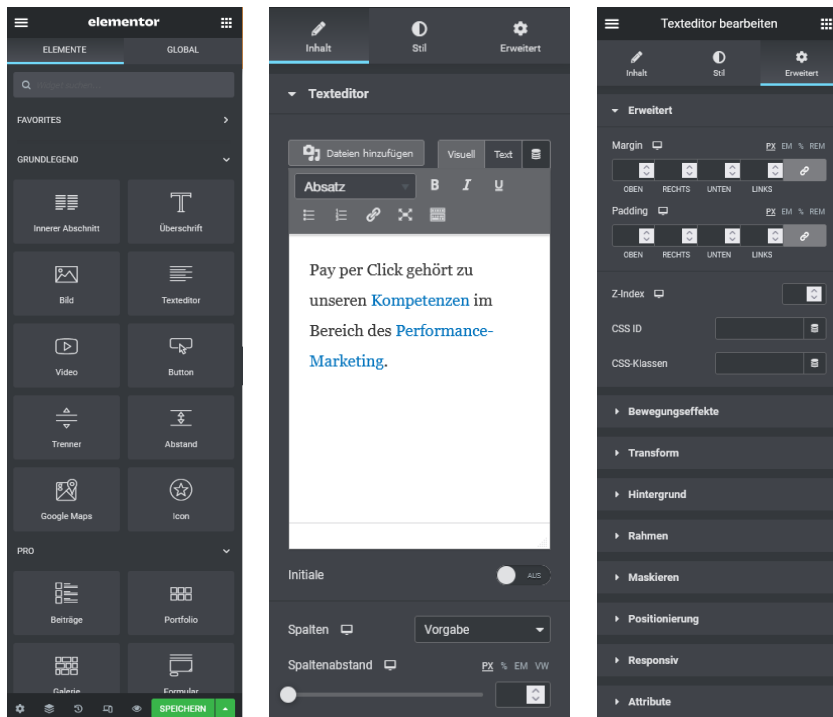 elementor
ELEMENTE GLOBAL
FAVORITES
GRUNDLEGEND
Innerer Abschnitt Überschrift
Bild Texteditor
Video Button
Trenner Abstand
Google Maps Icon
PRO
Beiträge Portfolio
Galerie Formular
SPEICHERN
Inhalt Stil Erweitert
Texteditor
Dateien hinzufügen Visuell Text
Absatz B I U
Pay per Click gehört zu
unseren Kompetenzen im
Bereich des Performance-
Marketing.
Initiale AUS
Spalten Vorgabe
Spaltenabstand PX % EM VW
Texteditor bearbeiten
Inhalt Stil Erweitert
Erweitert
Margin PX EM % REM
OBEN RECHTS UNTEN LINKS
Padding PX EM % REM
OBEN RECHTS UNTEN LINKS
Z-Index
CSS ID
CSS-Klassen
Bewegungseffekte
Transform
Hintergrund
Rahmen
Maskieren
Positionierung
Responsiv
Attribute